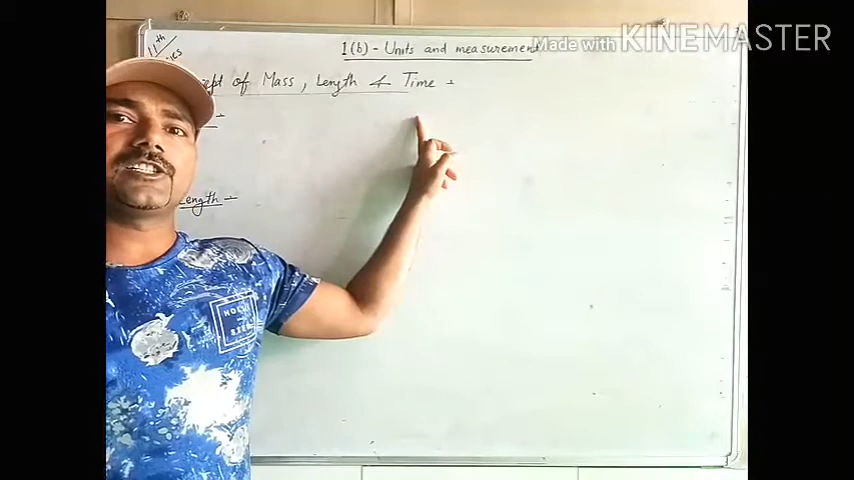 11th
1(b) - Units and measurement
Made with KINEMASTER
of Mass, Length & Time :-
Length :-